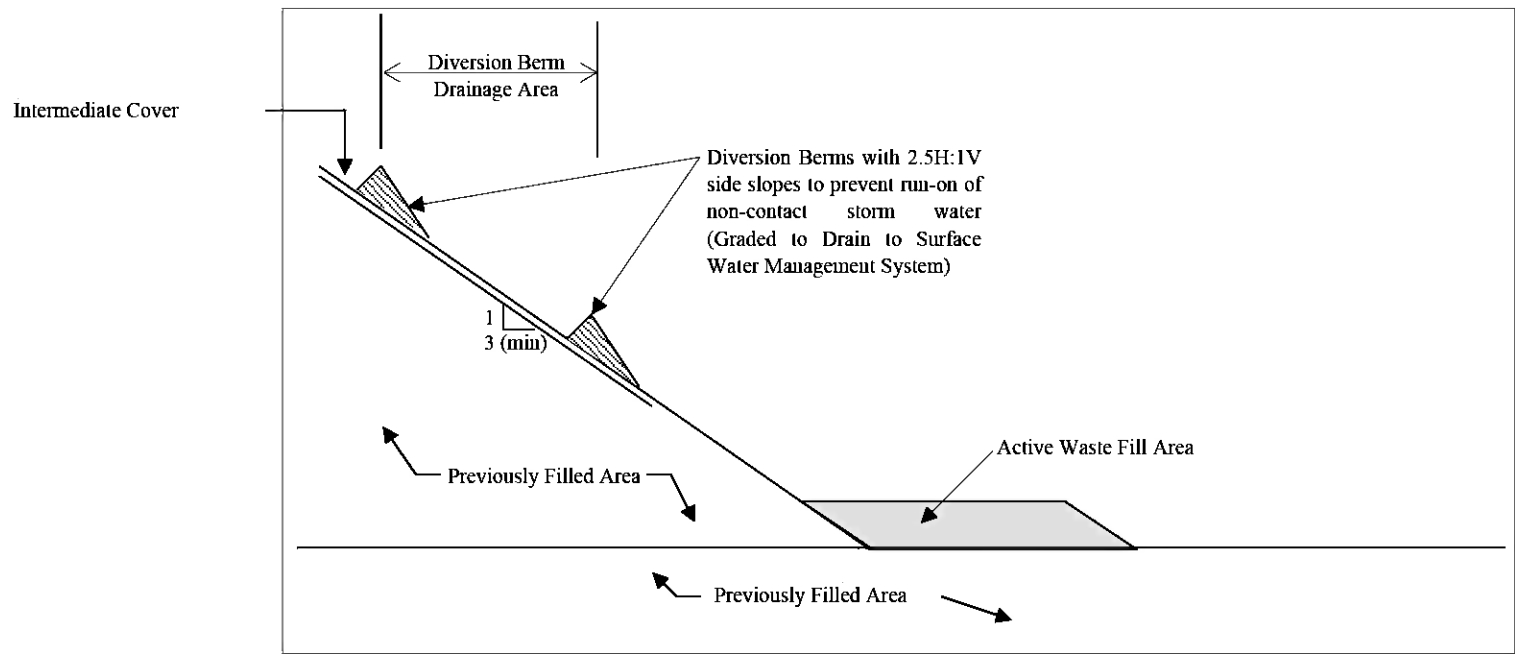 Diversion Berm
Drainage Area
Intermediate Cover
Diversion Berms with 2.5H:1V
side slopes to prevent run-on of
non-contact storm water
(Graded to Drain to Surface
Water Management System)
1
3 (min)
Active Waste Fill Area
Previously Filled Area
Previously Filled Area